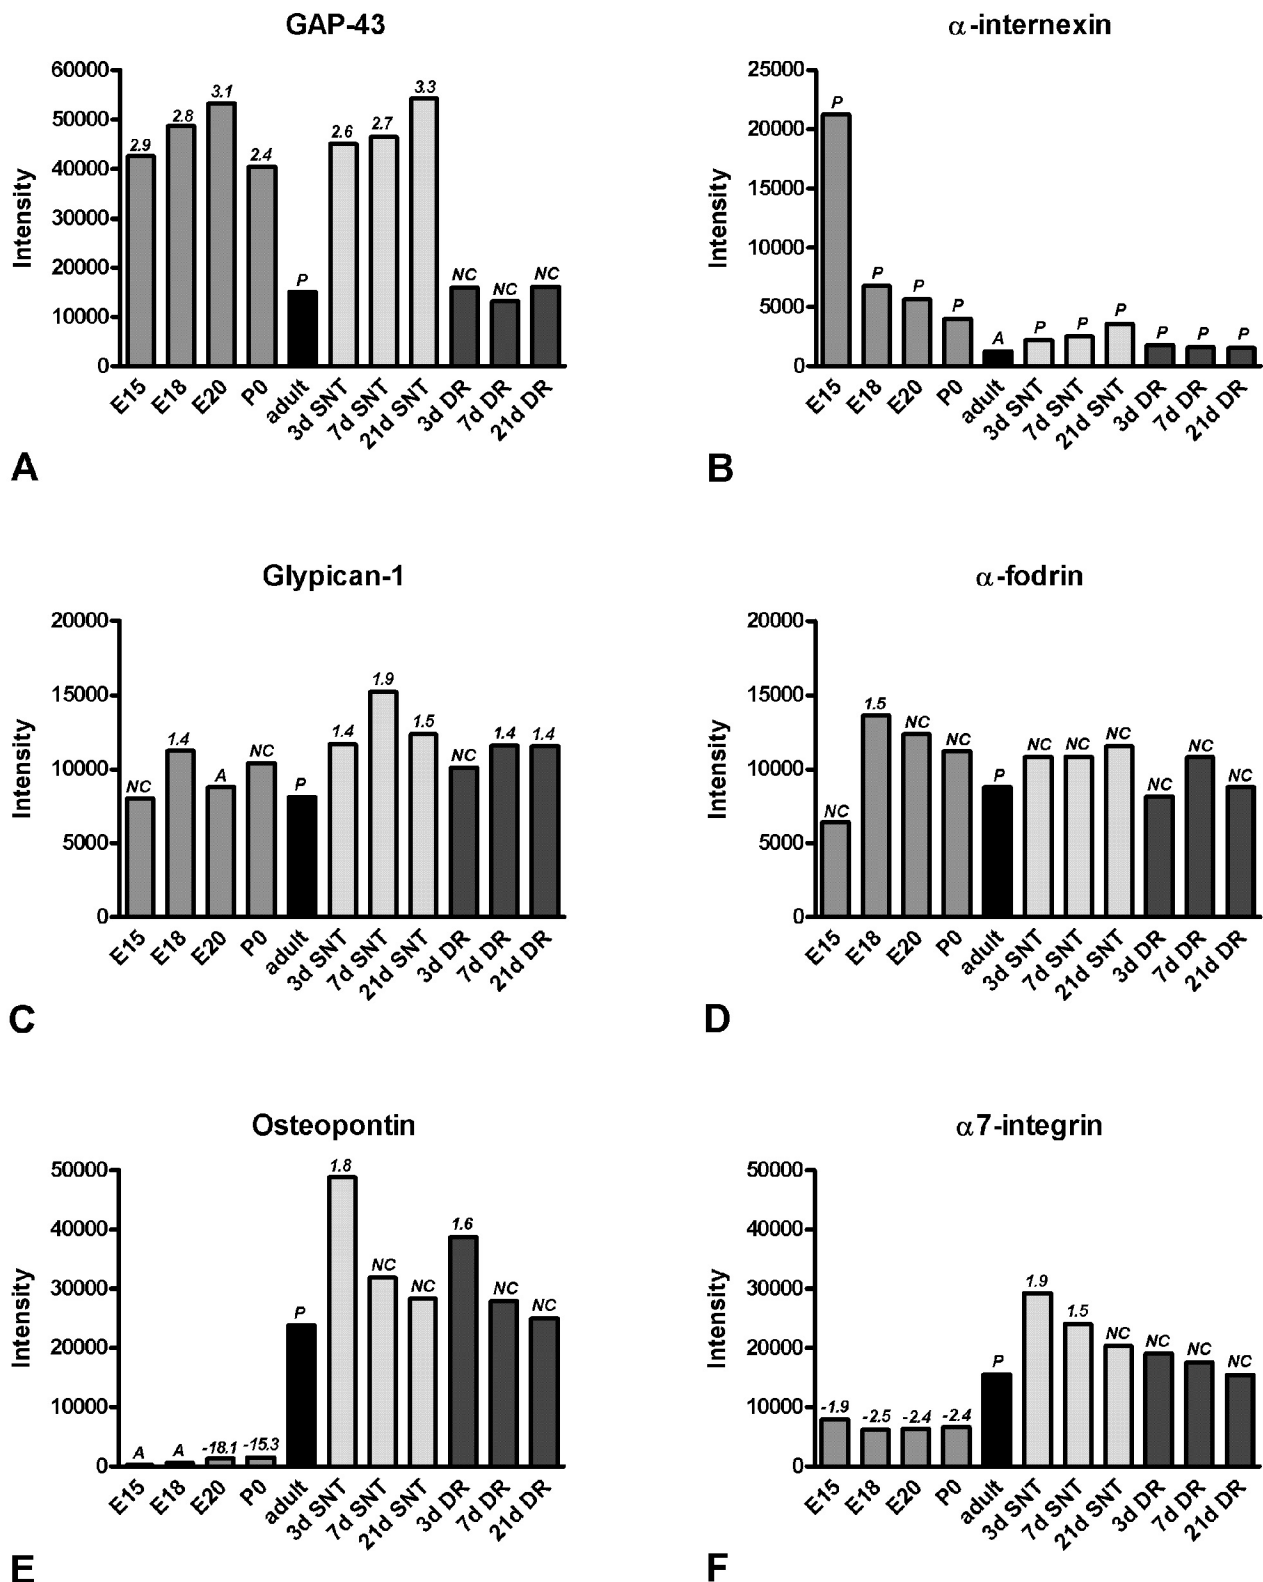 GAP-43
60000
50000
40000
30000
20000
10000
0
Intensity
2.9
2.8
3.1
2.4
P
2.6
2.7
3.3
NC
NC
NC
E15
E18
E20
P0
adult
3d SNT
7d SNT
21d SNT
3d DR
7d DR
21d DR
A
α-internexin
25000
20000
15000
10000
5000
0
Intensity
P
P
P
P
A
P
P
P
P
P
P
E15
E18
E20
P0
adult
3d SNT
7d SNT
21d SNT
3d DR
7d DR
21d DR
B
Glypican-1
20000
15000
10000
5000
0
Intensity
NC
1.4
A
NC
P
1.4
1.9
1.5
NC
1.4
1.4
E15
E18
E20
P0
adult
3d SNT
7d SNT
21d SNT
3d DR
7d DR
21d DR
C
α-fodrin
20000
15000
10000
5000
0
Intensity
NC
1.5
NC
NC
P
NC
NC
NC
NC
NC
NC
E15
E18
E20
P0
adult
3d SNT
7d SNT
21d SNT
3d DR
7d DR
21d DR
D
Osteopontin
50000
40000
30000
20000
10000
0
Intensity
A
A
-18.1
-15.3
P
1.8
NC
NC
1.6
NC
NC
E15
E18
E20
P0
adult
3d SNT
7d SNT
21d SNT
3d DR
7d DR
21d DR
E
α7-integrin
50000
40000
30000
20000
10000
0
Intensity
-1.9
-2.5
-2.4
-2.4
P
1.9
1.5
NC
NC
NC
NC
E15
E18
E20
P0
adult
3d SNT
7d SNT
21d SNT
3d DR
7d DR
21d DR
F